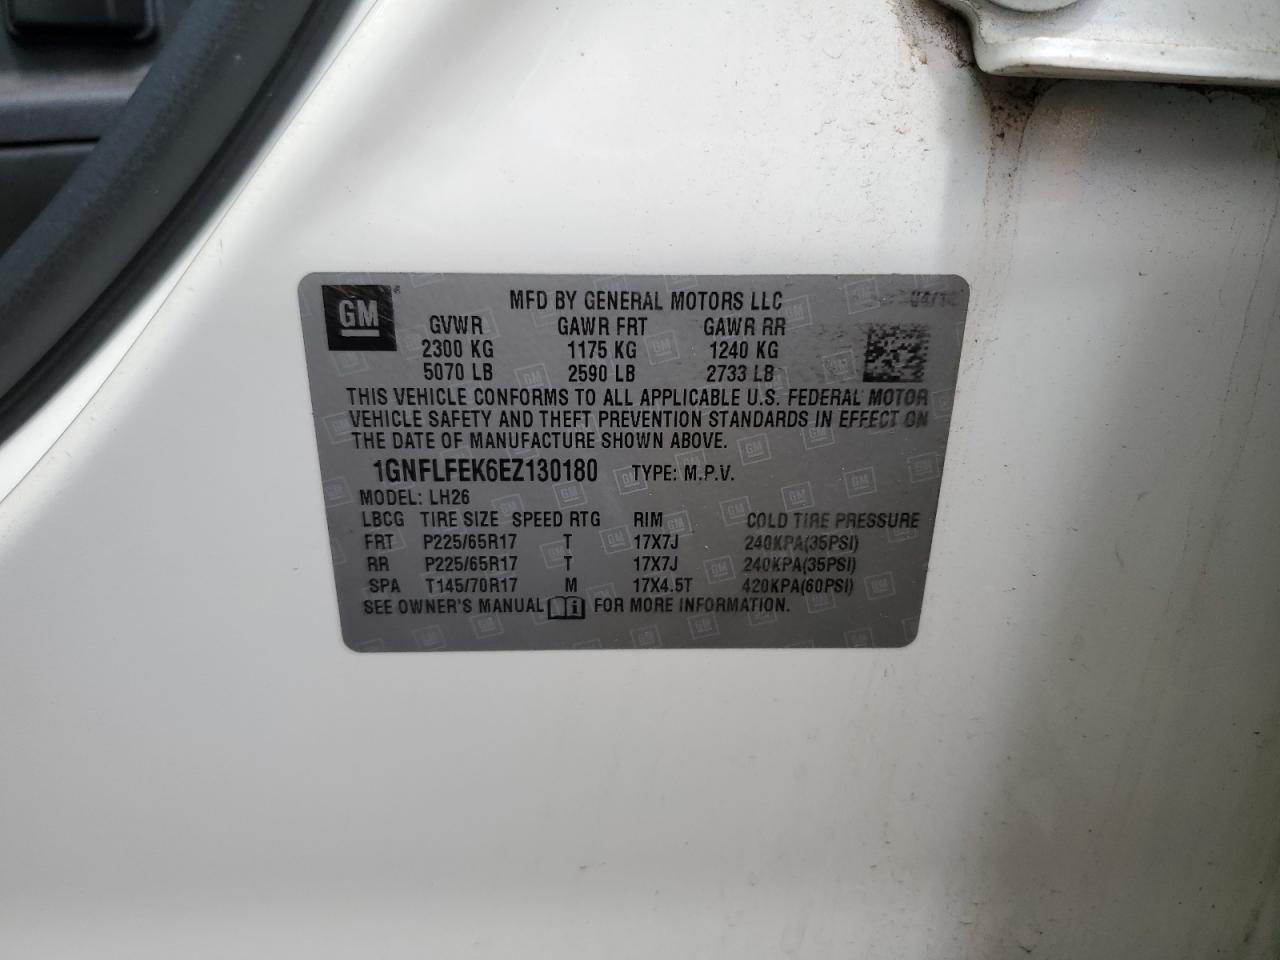 GM
MFD BY GENERAL MOTORS LLC
GVWR GAWR FRT GAWR RR
2300 KG 1175 KG 1240 KG
5070 LB 2590 LB 2733 LB
THIS VEHICLE CONFORMS TO ALL APPLICABLE U.S. FEDERAL MOTOR
VEHICLE SAFETY AND THEFT PREVENTION STANDARDS IN EFFECT ON
THE DATE OF MANUFACTURE SHOWN ABOVE.
1GNFLFEK6EZ130180 TYPE: M.P.V.
MODEL: LH26
LBCG TIRE SIZE SPEED RTG RIM COLD TIRE PRESSURE
FRT P225/65R17 T 17X7J 240KPA(35PSI)
RR P225/65R17 T 17X7J 240KPA(35PSI)
SPA T145/70R17 M 17X4.5T 420KPA(60PSI)
SEE OWNER'S MANUAL FOR MORE INFORMATION.